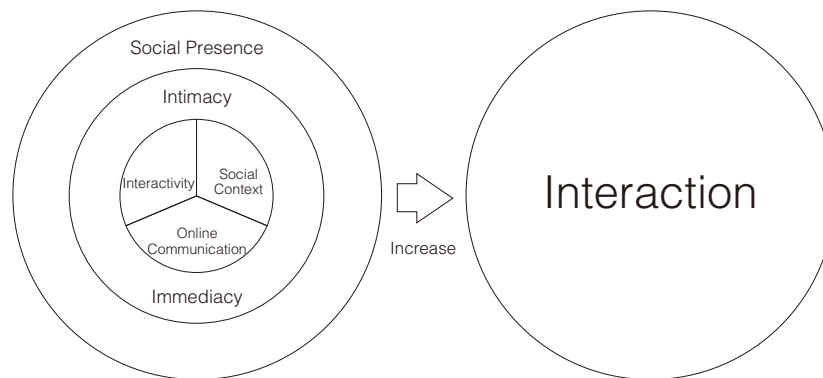 Social Presence
Intimacy
Interactivity
Social
Context
Online
Communication
Immediacy
Increase
Interaction